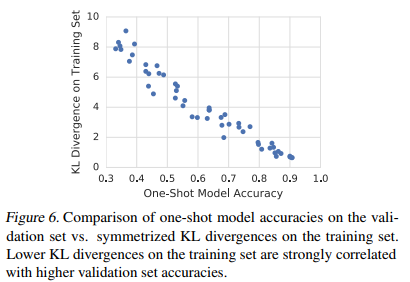 10
8
6
4
2
0
KL Divergence on Training Set
0.3 0.4 0.5 0.6 0.7 0.8 0.9 1.0
One-Shot Model Accuracy
Figure 6. Comparison of one-shot model accuracies on the vali-
dation set vs. symmetrized KL divergences on the training set.
Lower KL divergences on the training set are strongly correlated
with higher validation set accuracies.